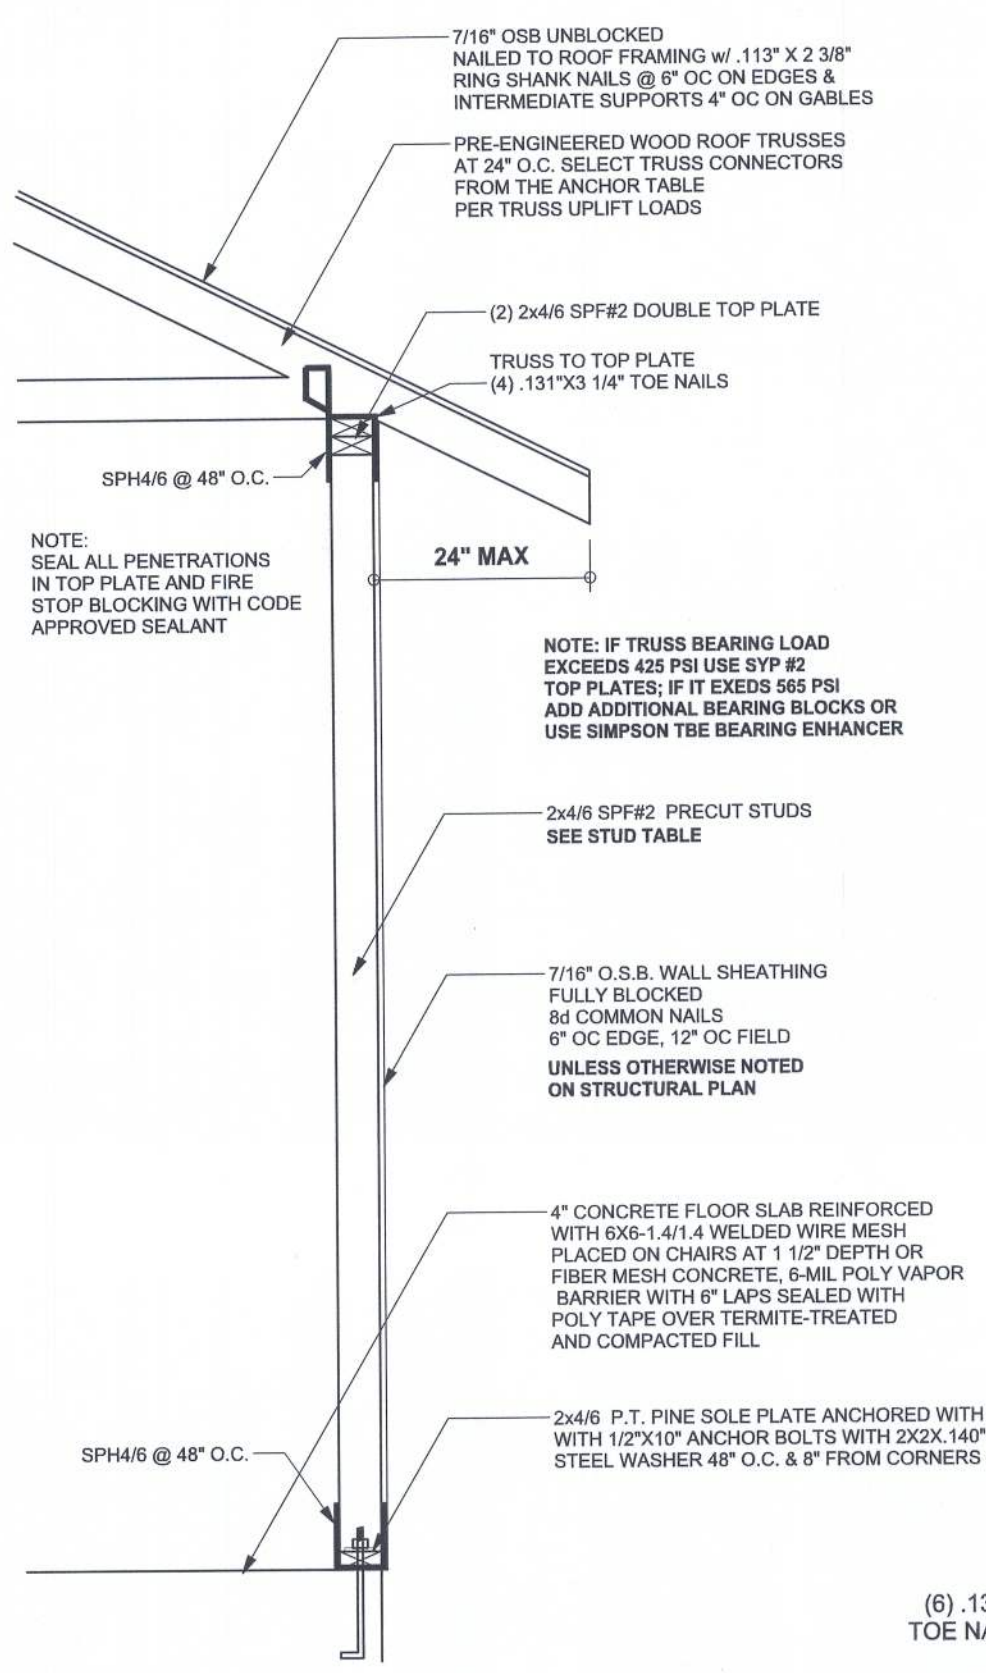 7/16" OSB UNBLOCKED
NAILED TO ROOF FRAMING w/ .113" X 2 3/8"
RING SHANK NAILS @ 6" OC ON EDGES &
INTERMEDIATE SUPPORTS 4" OC ON GABLES
PRE-ENGINEERED WOOD ROOF TRUSSES
AT 24" O.C. SELECT TRUSS CONNECTORS
FROM THE ANCHOR TABLE
PER TRUSS UPLIFT LOADS
(2) 2x4/6 SPF#2 DOUBLE TOP PLATE
TRUSS TO TOP PLATE
(4) .131"X3 1/4" TOE NAILS
SPH4/6 @ 48" O.C.
NOTE:
SEAL ALL PENETRATIONS
IN TOP PLATE AND FIRE
STOP BLOCKING WITH CODE
APPROVED SEALANT
24" MAX
NOTE: IF TRUSS BEARING LOAD
EXCEEDS 425 PSI USE SYP #2
TOP PLATES; IF IT EXEDS 565 PSI
ADD ADDITIONAL BEARING BLOCKS OR
USE SIMPSON TBE BEARING ENHANCER
2x4/6 SPF#2 PRECUT STUDS
SEE STUD TABLE
7/16" O.S.B. WALL SHEATHING
FULLY BLOCKED
8d COMMON NAILS
6" OC EDGE, 12" OC FIELD
UNLESS OTHERWISE NOTED
ON STRUCTURAL PLAN
4" CONCRETE FLOOR SLAB REINFORCED
WITH 6X6-1.4/1.4 WELDED WIRE MESH
PLACED ON CHAIRS AT 1 1/2" DEPTH OR
FIBER MESH CONCRETE, 6-MIL POLY VAPOR
BARRIER WITH 6" LAPS SEALED WITH
POLY TAPE OVER TERMITE-TREATED
AND COMPACTED FILL
2x4/6 P.T. PINE SOLE PLATE ANCHORED WITH
WITH 1/2"X10" ANCHOR BOLTS WITH 2X2X.140"
STEEL WASHER 48" O.C. & 8" FROM CORNERS
SPH4/6 @ 48" O.C.
(6) .13
TOE NA